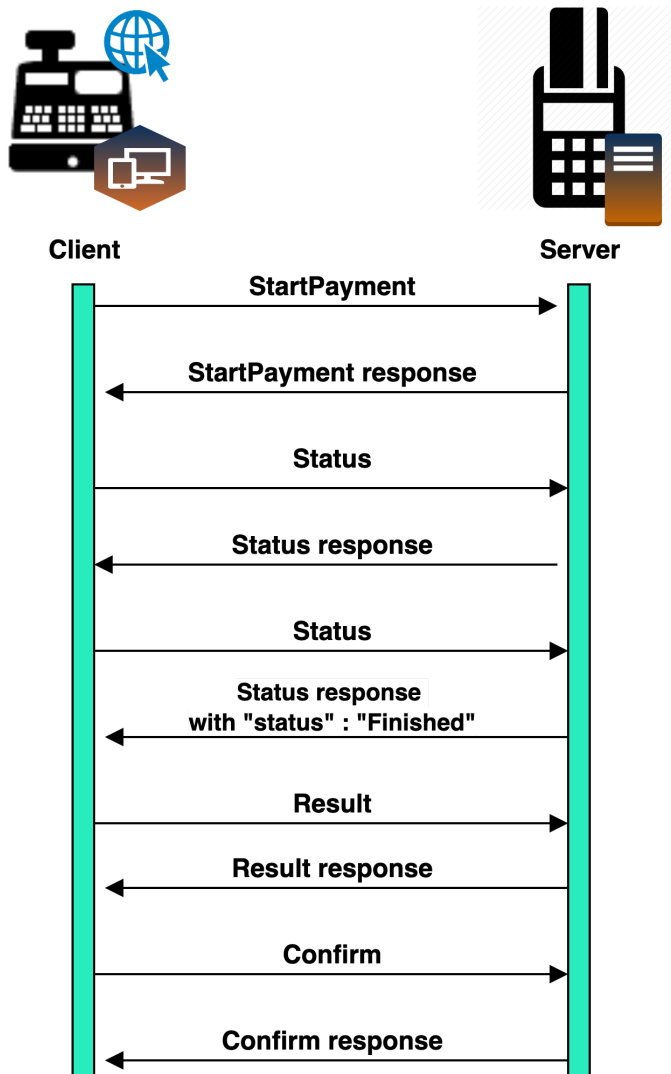 Client
Server
StartPayment
StartPayment response
Status
Status response
Status
Status response
with "status" : "Finished"
Result
Result response
Confirm
Confirm response